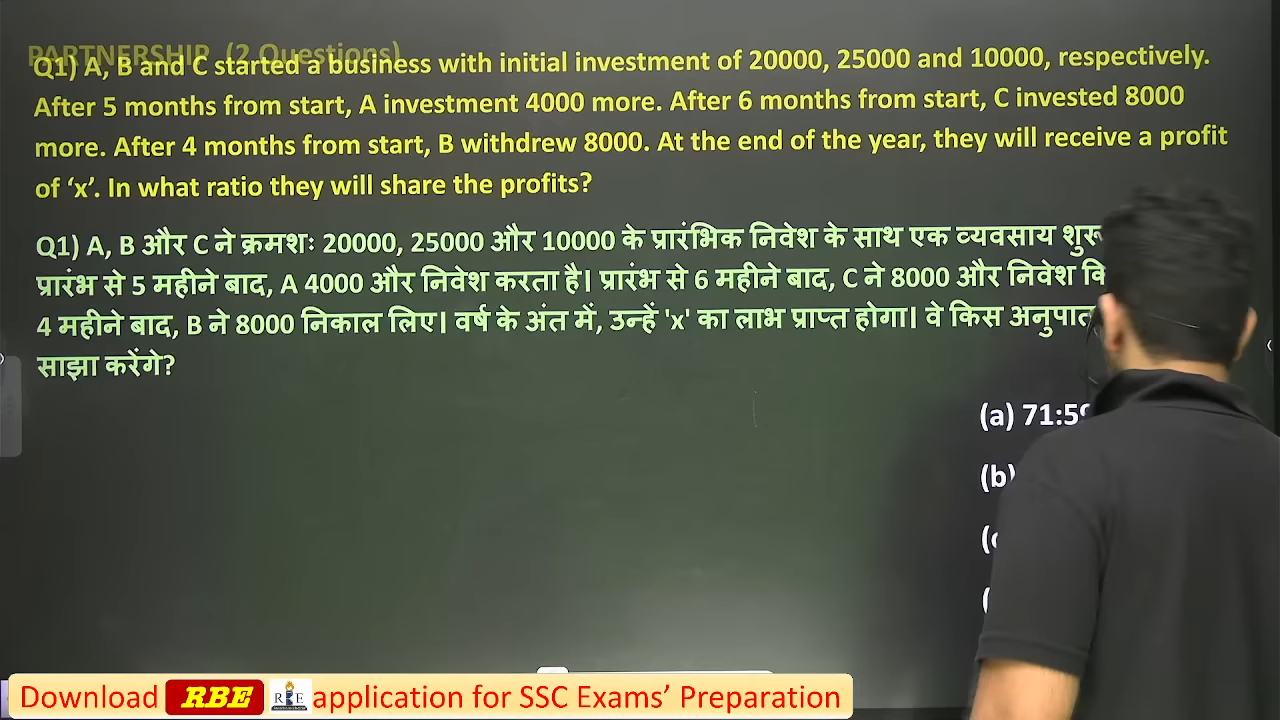 PARTNERSHIP (2 Questions)
Q1) A, B and C started a business with initial investment of 20000, 25000 and 10000, respectively.
After 5 months from start, A investment 4000 more. After 6 months from start, C invested 8000
more. After 4 months from start, B withdrew 8000. At the end of the year, they will receive a profit
of ‘x’. In what ratio they will share the profits?
Q1) A, B और C ने क्रमशः 20000, 25000 और 10000 के प्रारंभिक निवेश के साथ एक व्यवसाय
प्रारंभ से 5 महीने बाद, A 4000 और निवेश करता है। प्रारंभ से 6 महीने बाद, C ने 8000 और निवेश
4 महीने बाद, B ने 8000 निकाल लिए। वर्ष के अंत में, उन्हें 'x' का लाभ प्राप्त होगा। वे किस
साझा करेंगे?
(a)
(b)
Download RBE RBE application for SSC Exams’ Preparation